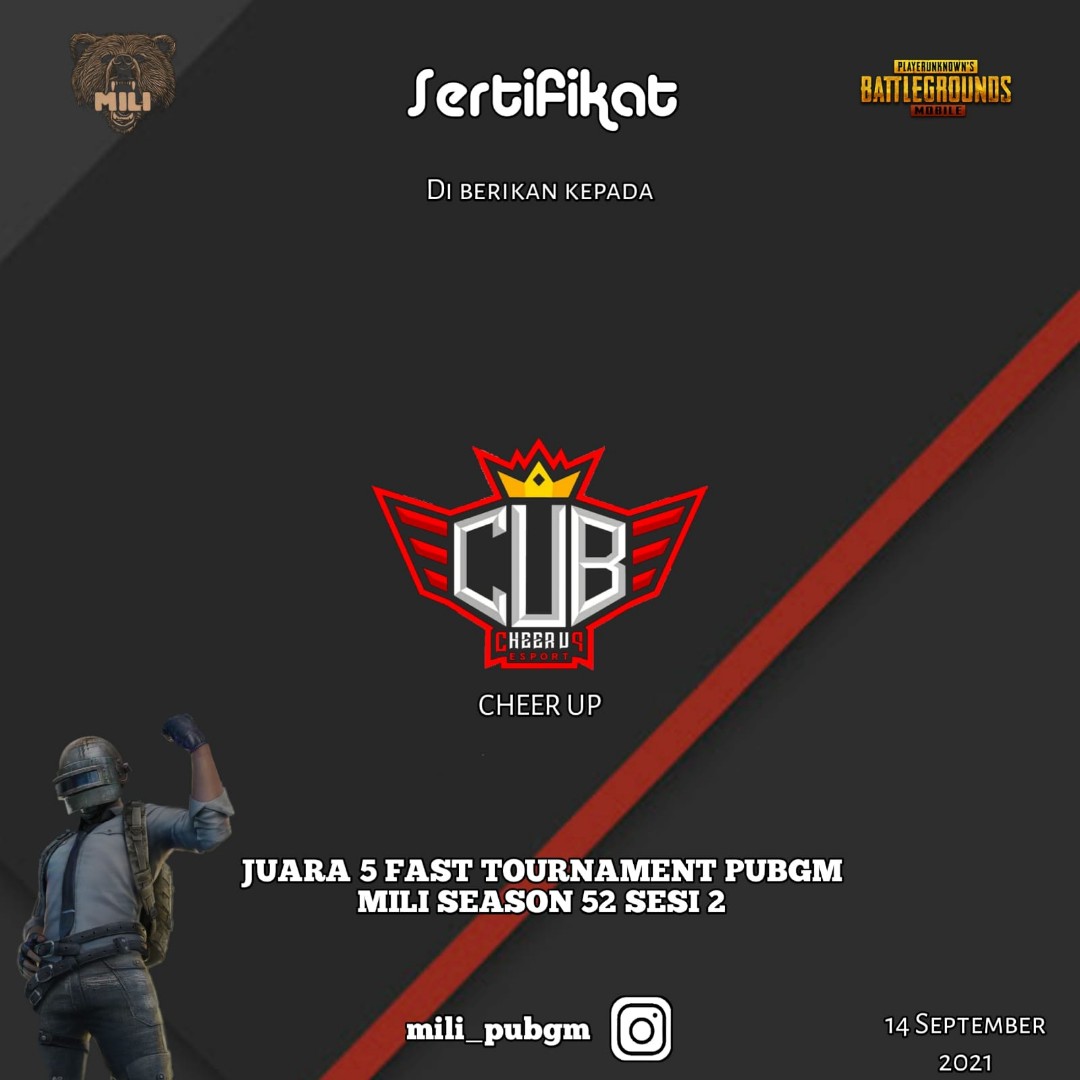 MILI
Sertifikat
PLAYERUNKNOWN'S
BATTLEGROUNDS
MOBILE
Di berikan kepada
CUB
CHEER UP
ESPORT
CHEER UP
JUARA 5 FAST TOURNAMENT PUBGM
MILI SEASON 52 SESI 2
mili_pubgm
14 September
2021